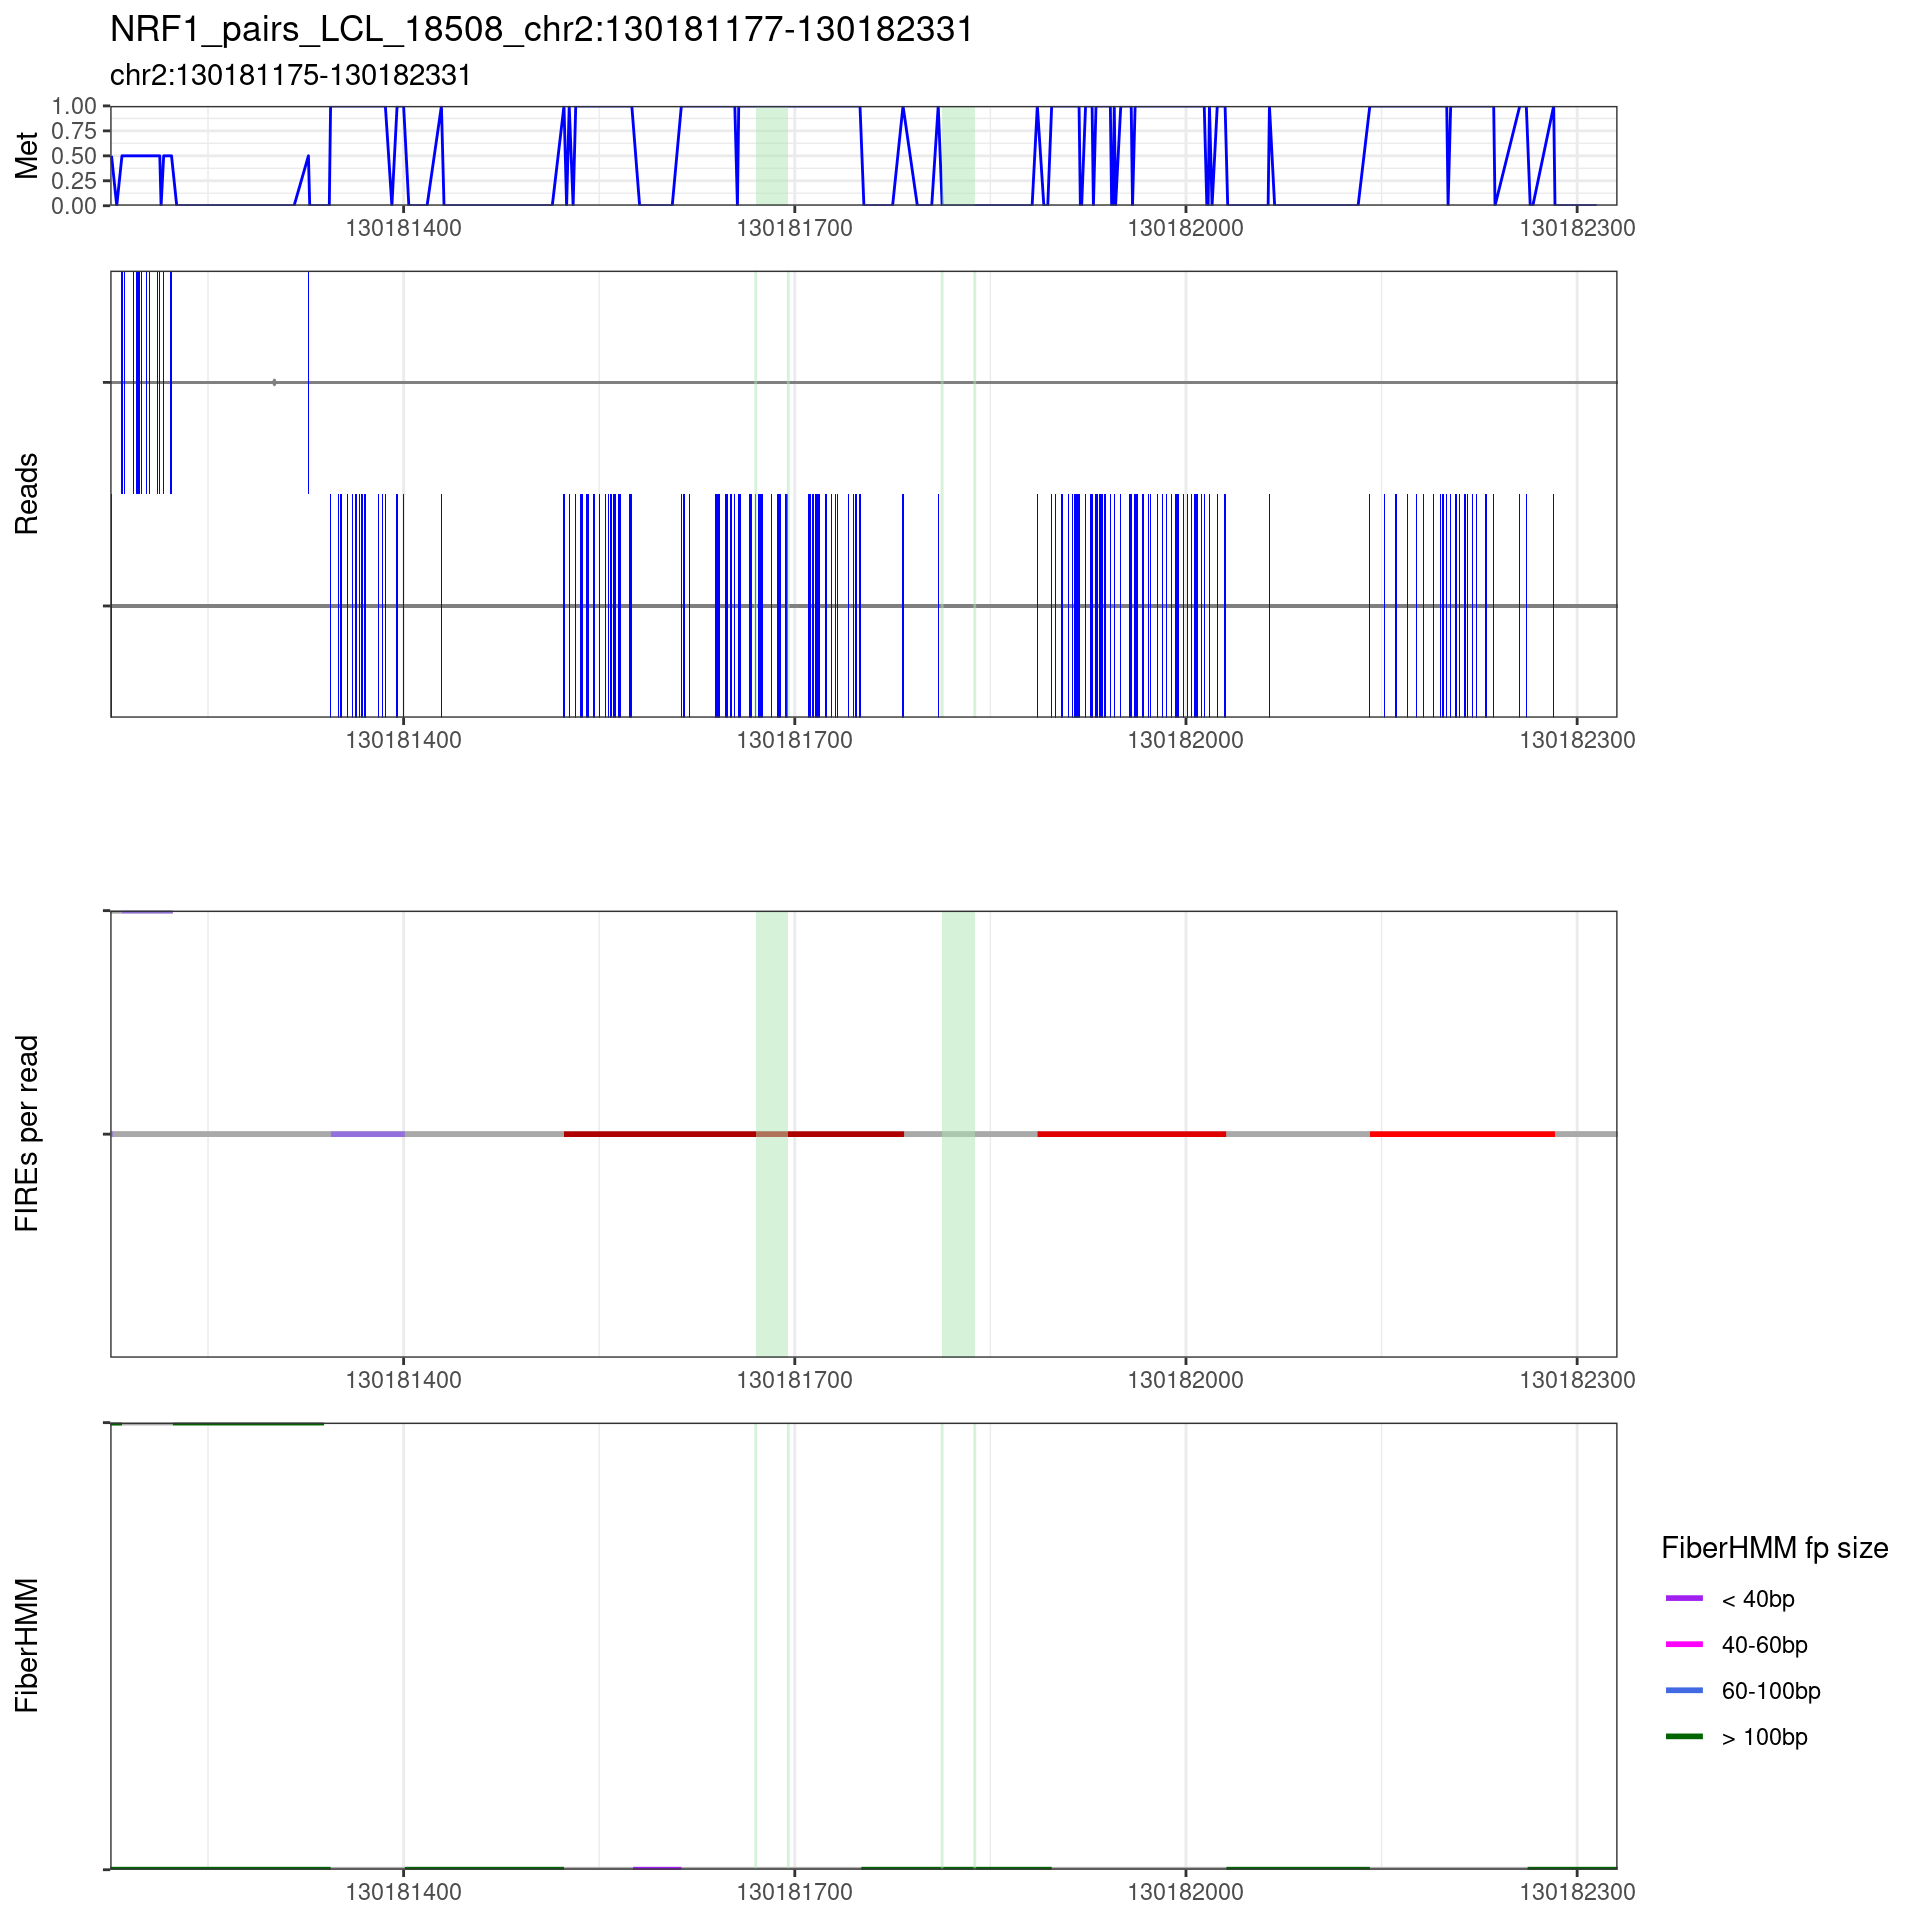 NRF1_pairs_LCL_18508_chr2:130181177-130182331
chr2:130181175-130182331
Met
1.00
0.75
0.50
0.25
0.00
130181400 130181700 130182000 130182300
Reads
130181400 130181700 130182000 130182300
FIREs per read
130181400 130181700 130182000 130182300
FiberHMM
130181400 130181700 130182000 130182300
FiberHMM fp size
< 40bp
40-60bp
60-100bp
> 100bp